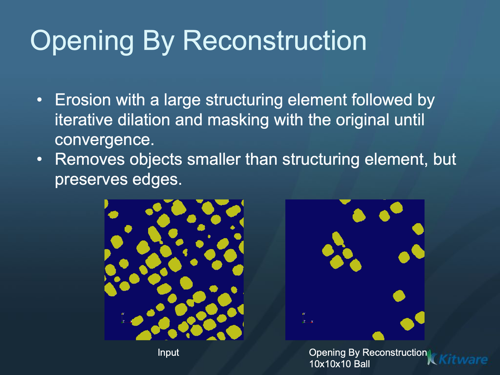 Opening By Reconstruction
• Erosion with a large structuring element followed by
iterative dilation and masking with the original until
convergence.
• Removes objects smaller than structuring element, but
preserves edges.
Input
Opening By Reconstruction
10x10x10 Ball
Kitware